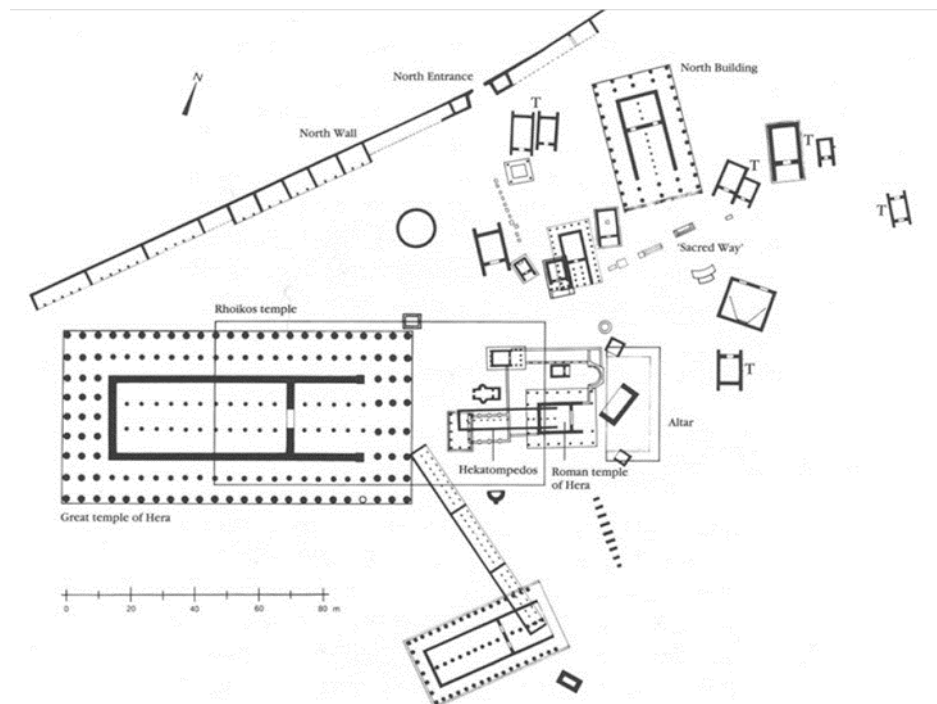 N
North Entrance
T
North Building
North Wall
T
T
T
'Sacred Way'
Rhoikos temple
T
Altar
Hekatompedos
Roman temple
of Hera
Great temple of Hera
0 20 40 60 80 m